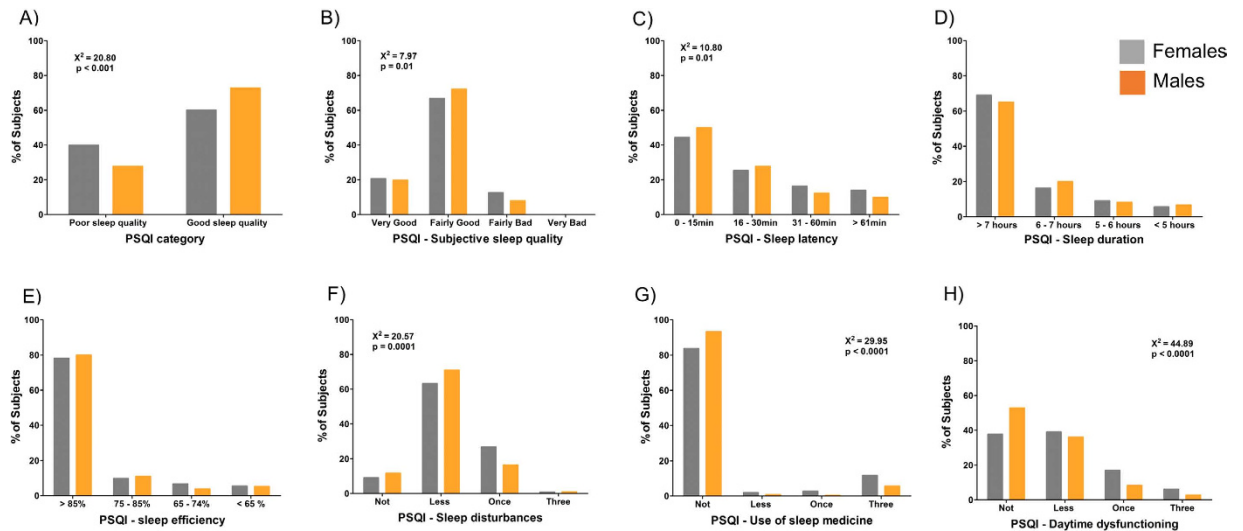 A)
X² = 20.80
p < 0.001
% of Subjects
100
80
60
40
20
0
Poor sleep quality Good sleep quality
PSQI category
B)
X² = 7.97
p = 0.01
% of Subjects
100
80
60
40
20
0
Very Good Fairly Good Fairly Bad Very Bad
PSQI - Subjective sleep quality
C)
X² = 10.80
p = 0.01
% of Subjects
100
80
60
40
20
0
0 - 15min 16 - 30min 31 - 60min > 61min
PSQI - Sleep latency
D)
Females
Males
% of Subjects
100
80
60
40
20
0
> 7 hours 6 - 7 hours 5 - 6 hours < 5 hours
PSQI - Sleep duration
E)
% of Subjects
100
80
60
40
20
0
> 85% 75 - 85% 65 - 74% < 65 %
PSQI - sleep efficiency
F)
X² = 20.57
p = 0.0001
% of Subjects
100
80
60
40
20
0
Not Less Once Three
PSQI - Sleep disturbances
G)
X² = 29.95
p < 0.0001
% of Subjects
100
80
60
40
20
0
Not Less Once Three
PSQI - Use of sleep medicine
H)
X² = 44.89
p < 0.0001
% of Subjects
100
80
60
40
20
0
Not Less Once Three
PSQI - Daytime dysfunctioning